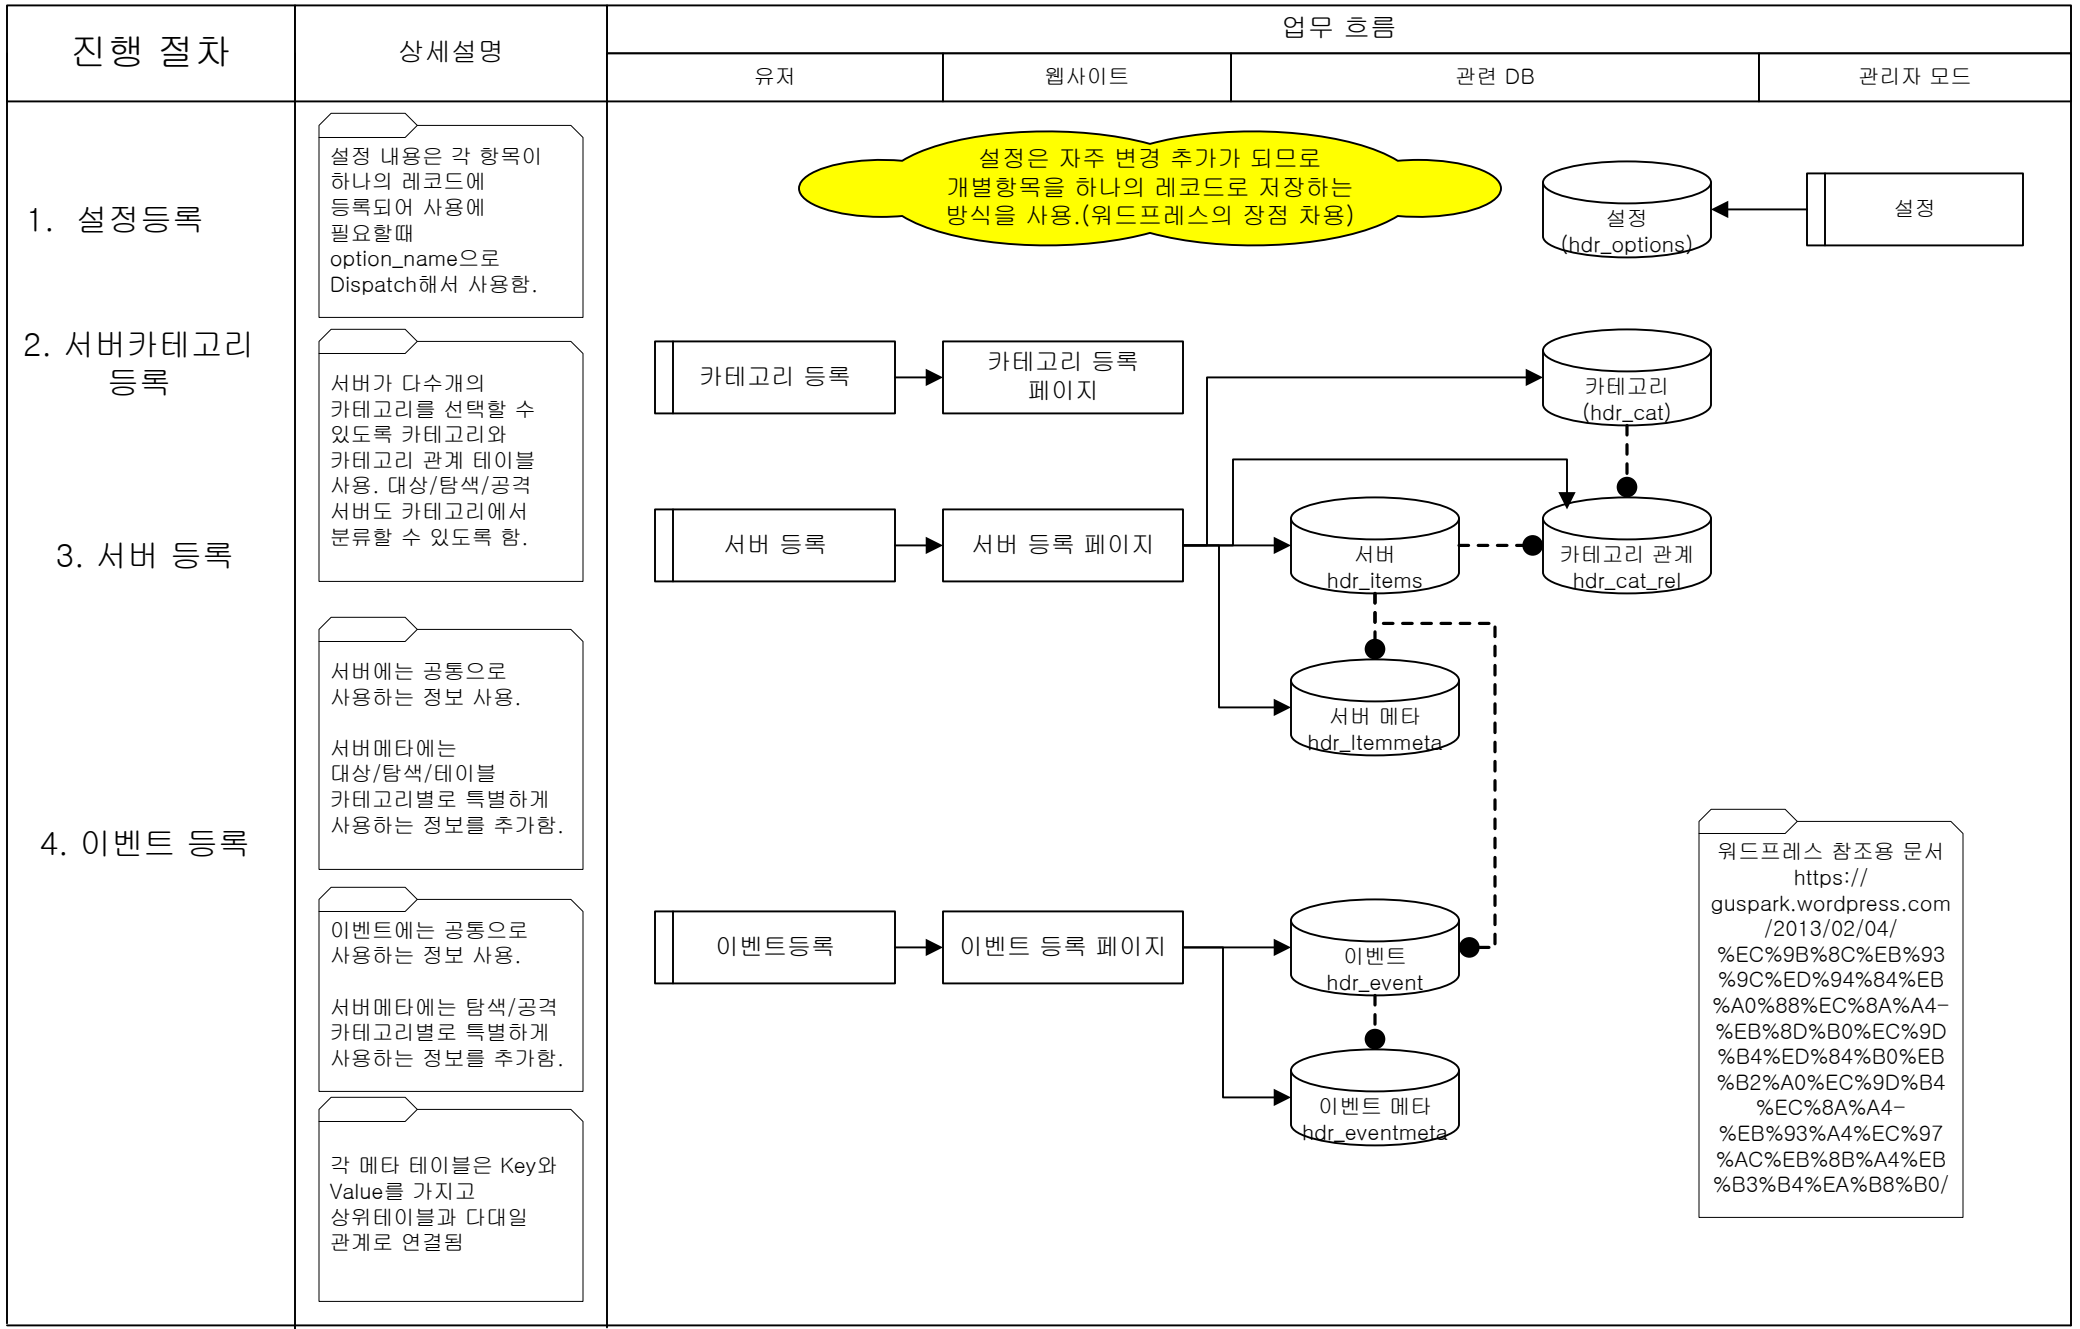 진행 절차
상세설명
업무 흐름
유저
웹사이트
관련 DB
관리자 모드
1. 설정등록
설정 내용은 각 항목이
하나의 레코드에
등록되어 사용에
필요할때
option_name으로
Dispatch해서 사용함.
설정은 자주 변경 추가가 되므로
개별항목을 하나의 레코드로 저장하는
방식을 사용.(워드프레스의 장점 차용)
설정
(hdr_options)
설정
2. 서버카테고리
등록
서버가 다수개의
카테고리를 선택할 수
있도록 카테고리와
카테고리 관계 테이블
사용. 대상/탐색/공격
서버도 카테고리에서
분류할 수 있도록 함.
카테고리 등록
카테고리 등록
페이지
카테고리
(hdr_cat)
3. 서버 등록
서버 등록
서버 등록 페이지
서버
hdr_items
카테고리 관계
hdr_cat_rel
서버에는 공통으로
사용하는 정보 사용.
서버메타에는
대상/탐색/테이블
카테고리별로 특별하게
사용하는 정보를 추가함.
서버 메타
hdr_Itemmeta
4. 이벤트 등록
이벤트에는 공통으로
사용하는 정보 사용.
서버메타에는 탐색/공격
카테고리별로 특별하게
사용하는 정보를 추가함.
이벤트등록
이벤트 등록 페이지
이벤트
hdr_event
이벤트 메타
hdr_eventmeta
각 메타 테이블은 Key와
Value를 가지고
상위테이블과 다대일
관계로 연결됨
워드프레스 참조용 문서
https://
guspark.wordpress.com
/2013/02/04/
%EC%9B%8C%EB%93
%9C%ED%94%84%EB
%A0%88%EC%8A%A4-
%EB%8D%B0%EC%9D
%B4%ED%84%B0%EB
%B2%A0%EC%9D%B4
%EC%8A%A4-
%EB%93%A4%EC%97
%AC%EB%8B%A4%EB
%B3%B4%EA%B8%B0/